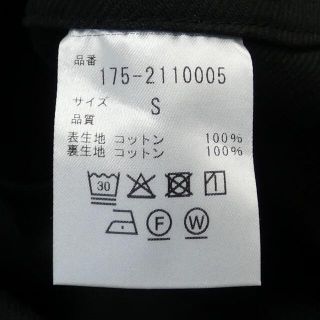 品番
175-2110005
サイズ S
品質
表生地 コットン 100%
裏生地 コットン 100%
30
F W